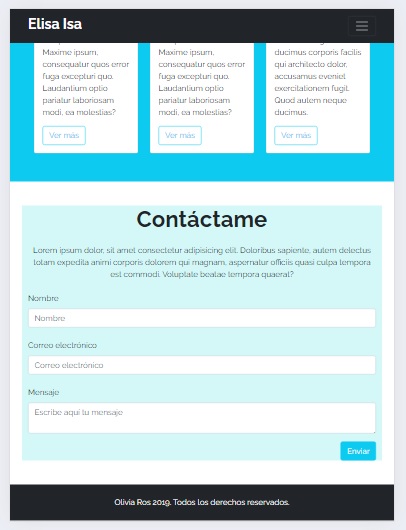 Elisa Isa
Maxime ipsum,
consequatur quos error
fuga excepturi quo.
Laudantium optio
pariatur laboriosam
modi, ea molestias?
Ver más
Maxime ipsum,
consequatur quos error
fuga excepturi quo.
Laudantium optio
pariatur laboriosam
modi, ea molestias?
Ver más
ducimus corporis facilis
qui architecto dolor,
accusamus eveniet
exercitationem fugit.
Quod autem neque
ducimus.
Ver más
Contáctame
Lorem ipsum dolor, sit amet consectetur adipisicing elit. Doloribus sapiente, autem delectus
totam expedita animi corporis dolorem qui magnam, aspernatur officiis quasi culpa tempora
est commodi. Voluptate beatae tempora quaerat?
Nombre
Nombre
Correo electrónico
Correo electrónico
Mensaje
Escribe aquí tu mensaje
Enviar
Olivia Ros 2019. Todos los derechos reservados.